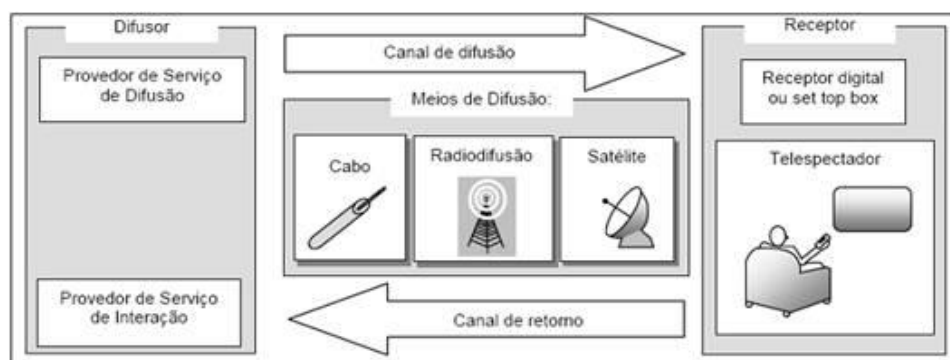 Difusor
Provedor de Serviço
de Difusão
Provedor de Serviço
de Interação
Canal de difusão
Meios de Difusão:
Cabo
Radiodifusão
Satélite
Canal de retorno
Receptor
Receptor digital
ou set top box
Telespectador